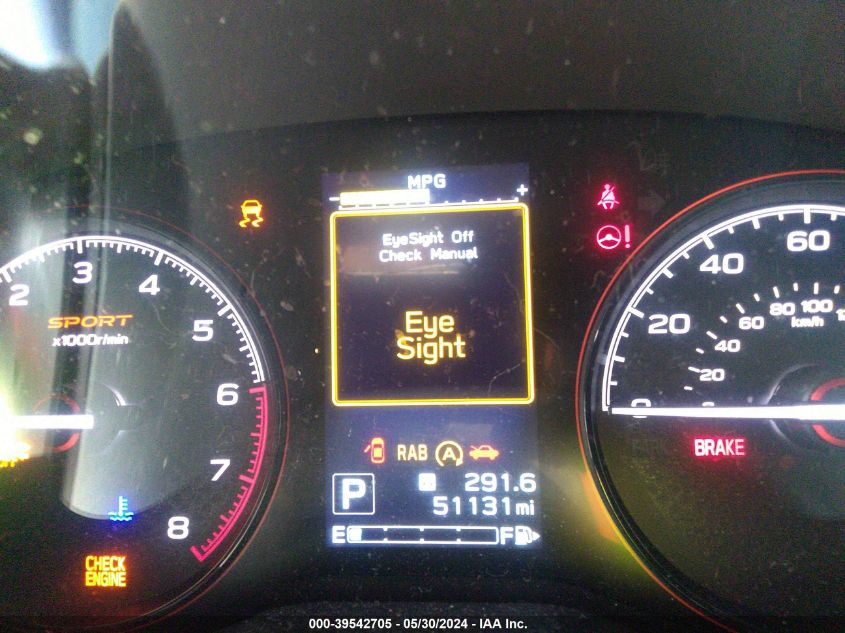 MPG
- +
EyeSight Off
Check Manual
Eye
Sight
RAB A
P
291.6
51131 mi
E F
2 3 4 5 6 7 8
SPORT
x1000r/min
CHECK
ENGINE
0 20 40 60
20 40 60 80 100
km/h
BRAKE
000-39542705 - 05/30/2024 - IAA Inc.